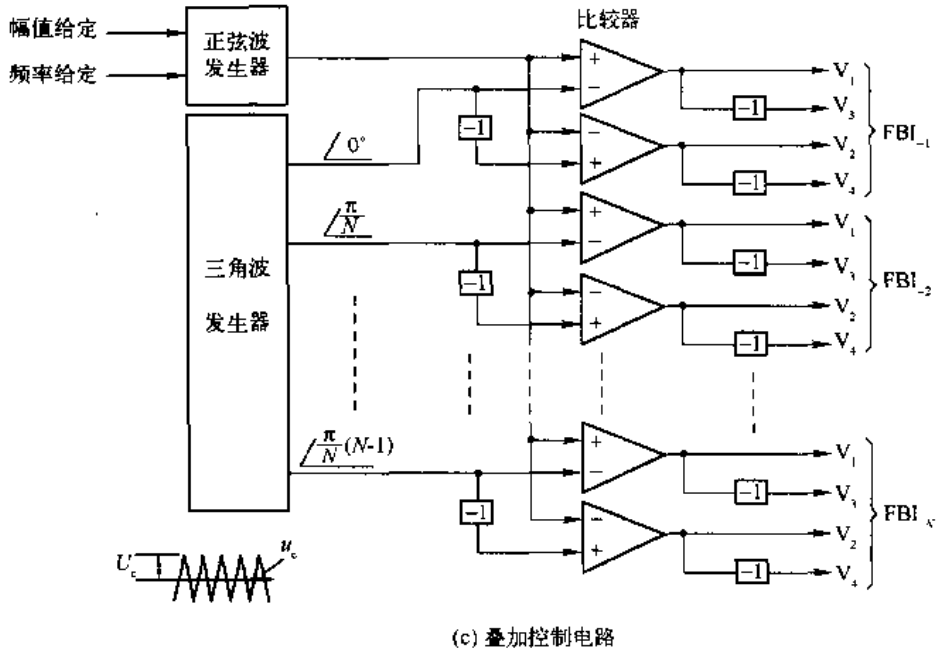 比较器
幅值给定
频率给定
正弦波
发生器
+
−
V₁
-1
V₃
FBI₋₁
-1
0°
−
+
V₂
-1
V₄
π/N
+
−
V₁
-1
V₃
FBI₋₂
-1
三角波
发生器
−
+
V₂
-1
V₄
π/N (N-1)
+
−
V₁
-1
V₃
FBI₋N
-1
−
+
V₂
-1
V₄
U_c
u_c
(c) 叠加控制电路